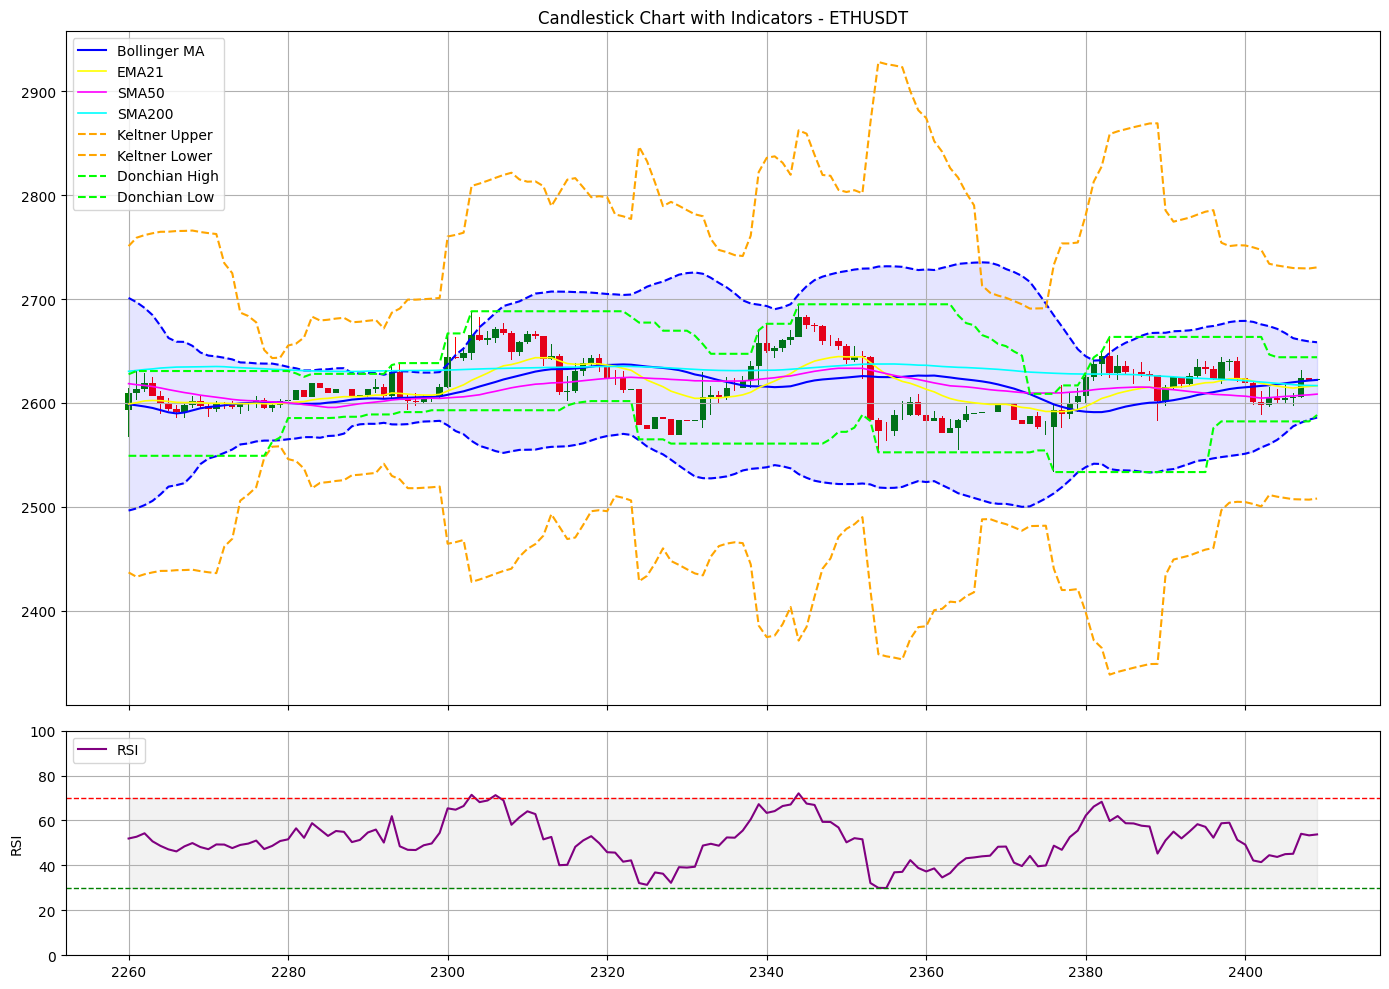 Candlestick Chart with Indicators - ETHUSDT
Bollinger MA
EMA21
SMA50
SMA200
Keltner Upper
Keltner Lower
Donchian High
Donchian Low
2900
2800
2700
2600
2500
2400
RSI
100
80
60
40
20
0
RSI
2260
2280
2300
2320
2340
2360
2380
2400